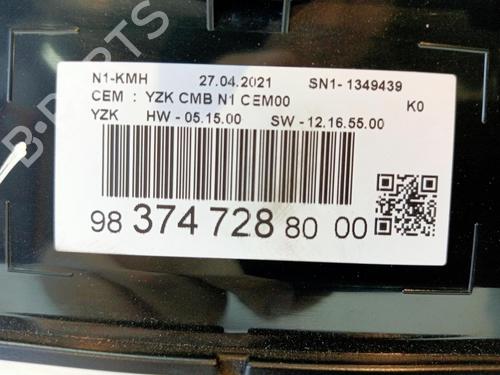 N1-KMH 27.04.2021 SN1- 1349439
CEM : YZK CMB N1 CEM00 K0
YZK HW - 05.15.00 SW - 12.16.55.00
98 374 728 80 00
B-PARTS